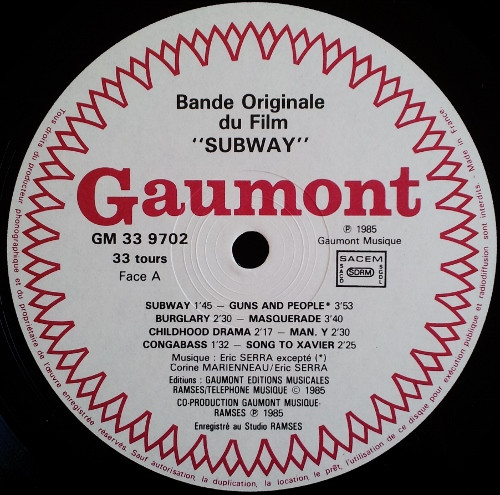 Bande Originale
du Film
"SUBWAY"
Gaumont
GM 33 9702
33 tours
Face A
℗ 1985
Gaumont Musique
SACEM
SACD SDRM SGDL
SUBWAY 1'45 – GUNS AND PEOPLE* 3'53
BURGLARY 2'30 – MASQUERADE 3'40
CHILDHOOD DRAMA 2'17 – MAN. Y 2'30
CONGABASS 1'32 – SONG TO XAVIER 2'25
Musique : Eric SERRA excepté (*)
Corine MARIENNEAU/Eric SERRA
Editions : GAUMONT EDITIONS MUSICALES
RAMSES/TELEPHONE MUSIQUE © 1985
CO-PRODUCTION GAUMONT MUSIQUE-
RAMSES ℗ 1985
Enregistré au Studio RAMSES
Tous droits du producteur phonographique et du propriétaire de l'œuvre enregistrée réservés. Sauf autorisation, la duplication, la location, le prêt, l'utilisation de ce disque pour exécution publique et radiodiffusion sont interdits - Made in France.